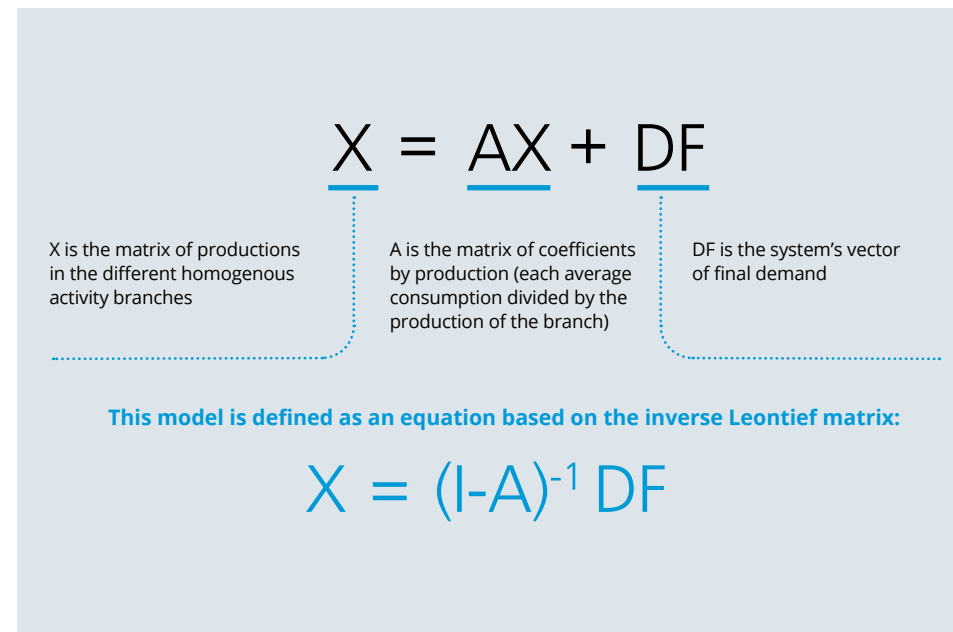 X = AX + DF
X is the matrix of productions
in the different homogenous
activity branches
A is the matrix of coefficients
by production (each average
consumption divided by the
production of the branch)
DF is the system’s vector
of final demand
This model is defined as an equation based on the inverse Leontief matrix:
X = (I-A)⁻¹ DF